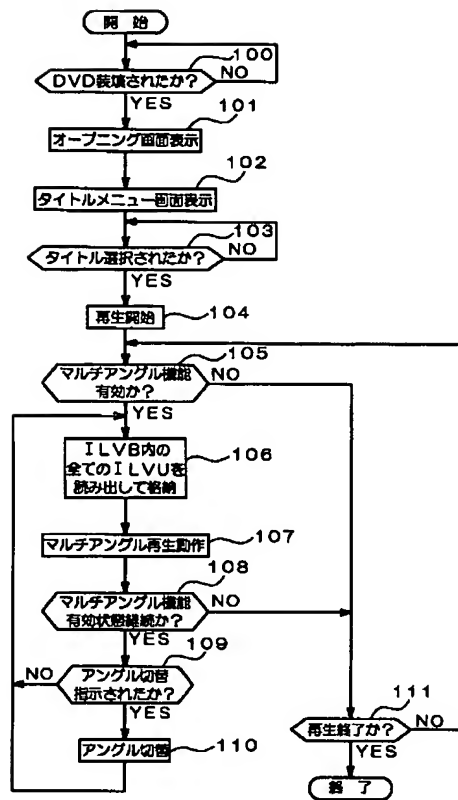 開始
100
DVD装填されたか？
NO
YES
101
オープニング画面表示
102
タイトルメニュー画面表示
103
タイトル選択されたか？
NO
YES
再生開始
104
105
マルチアングル機能
有効か？
NO
YES
ILVB内の
全てのILVUを
読み出して格納
106
107
マルチアングル再生動作
108
マルチアングル機能
有効状態継続か？
NO
YES
109
NO
アングル切替
指示されたか？
YES
アングル切替
110
111
再生終了か？
NO
YES
終了